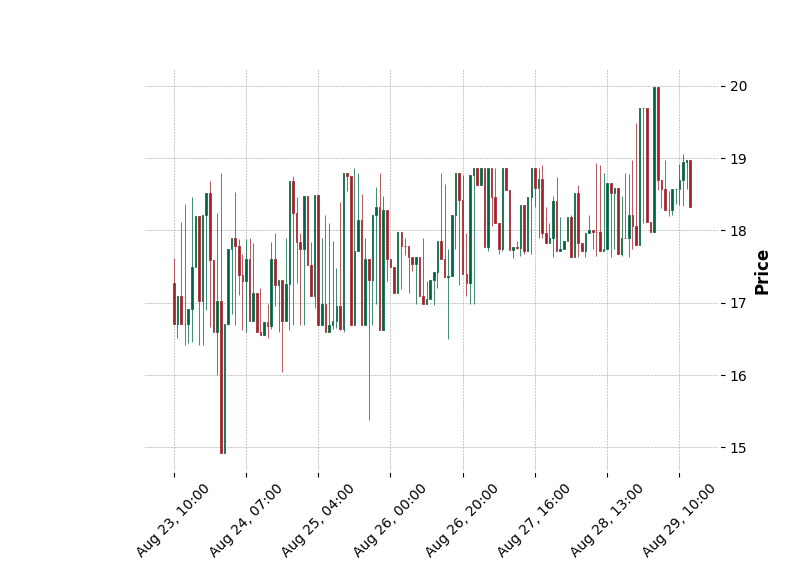 20
19
18
17
16
15
Price
Aug 23, 10:00
Aug 24, 07:00
Aug 25, 04:00
Aug 26, 00:00
Aug 26, 20:00
Aug 27, 16:00
Aug 28, 13:00
Aug 29, 10:00